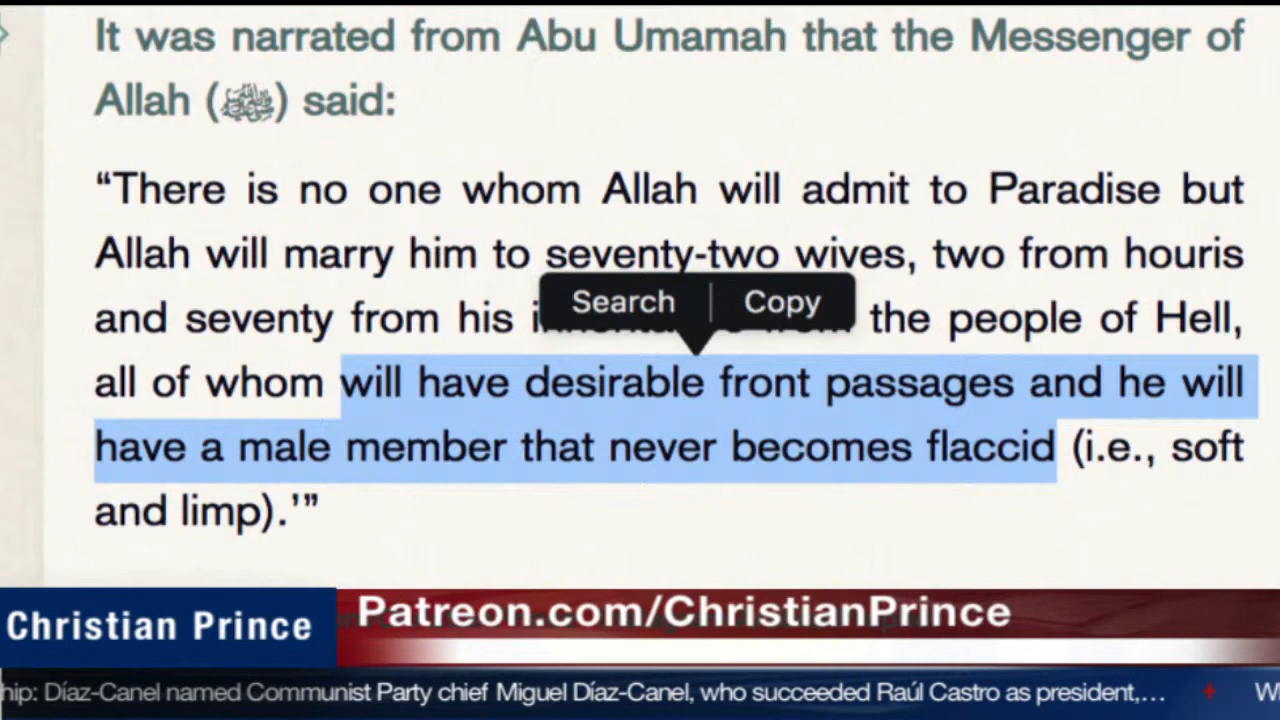 It was narrated from Abu Umamah that the Messenger of
Allah (ﷺ) said:
“There is no one whom Allah will admit to Paradise but
Allah will marry him to seventy-two wives, two from houris
Search Copy
and seventy from his the people of Hell,
all of whom will have desirable front passages and he will
have a male member that never becomes flaccid (i.e., soft
and limp).’”
Christian Prince
Patreon.com/ChristianPrince
hip: Díaz-Canel named Communist Party chief Miguel Díaz-Canel, who succeeded Raúl Castro as president,…